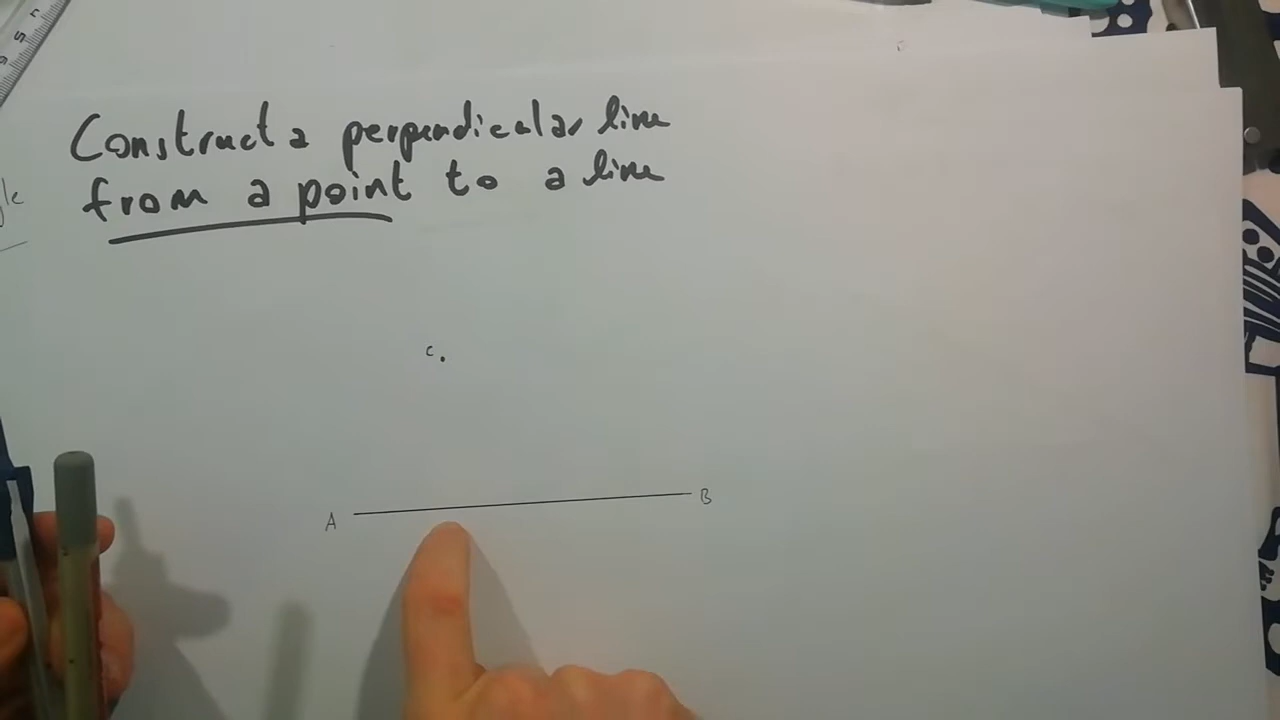 Construct a perpendicular line
from a point to a line
c.
A
B